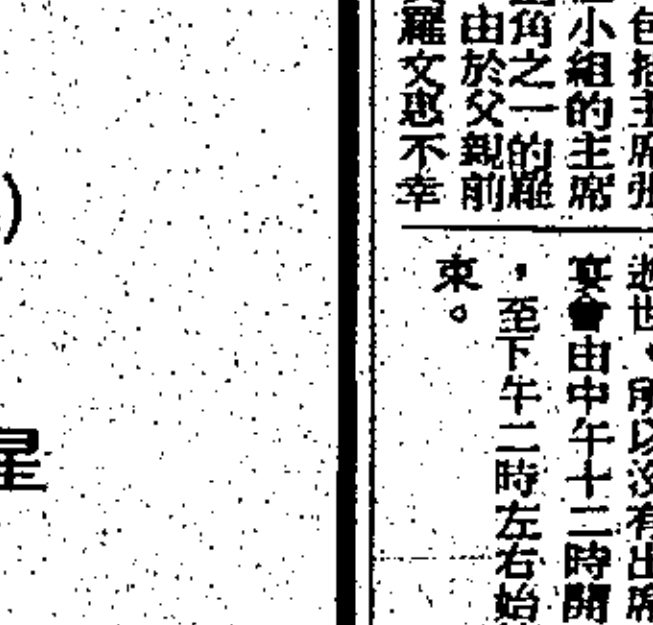 包括主席張
小組的主席
角之一的羅
由於父親前
羅文惠不幸
逝世，所以沒有出席
宴會由中午十二時開
，至下午二時左右始
束。
星